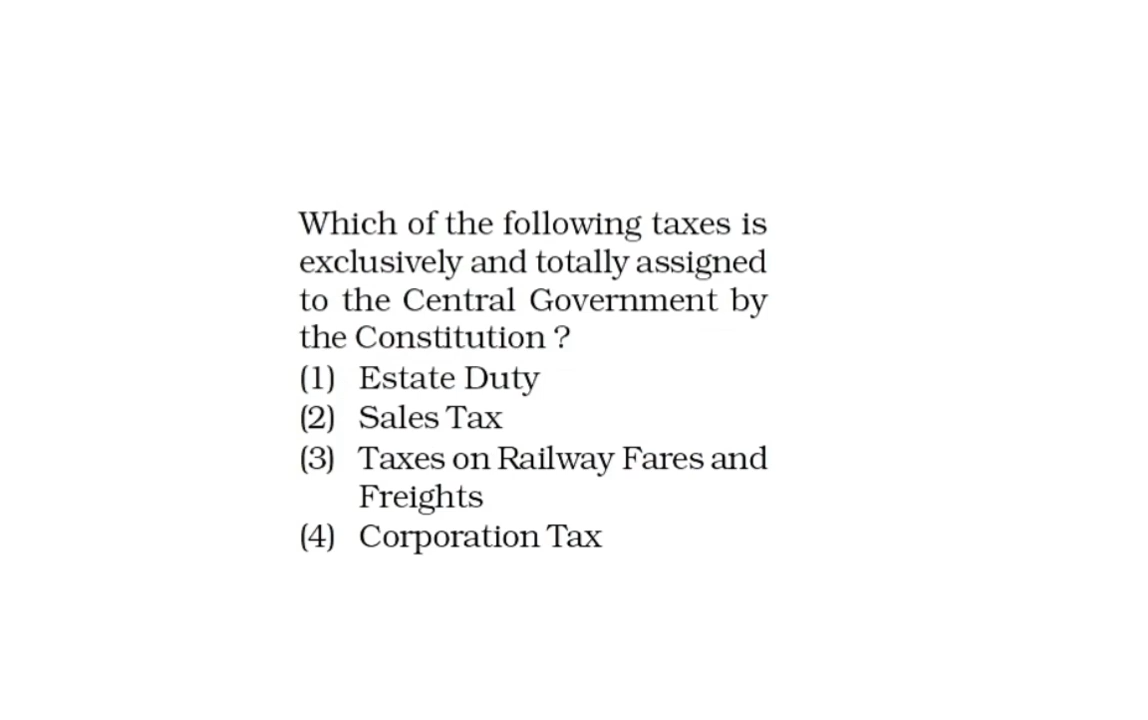 Which of the following taxes is
exclusively and totally assigned
to the Central Government by
the Constitution ?
(1) Estate Duty
(2) Sales Tax
(3) Taxes on Railway Fares and
Freights
(4) Corporation Tax